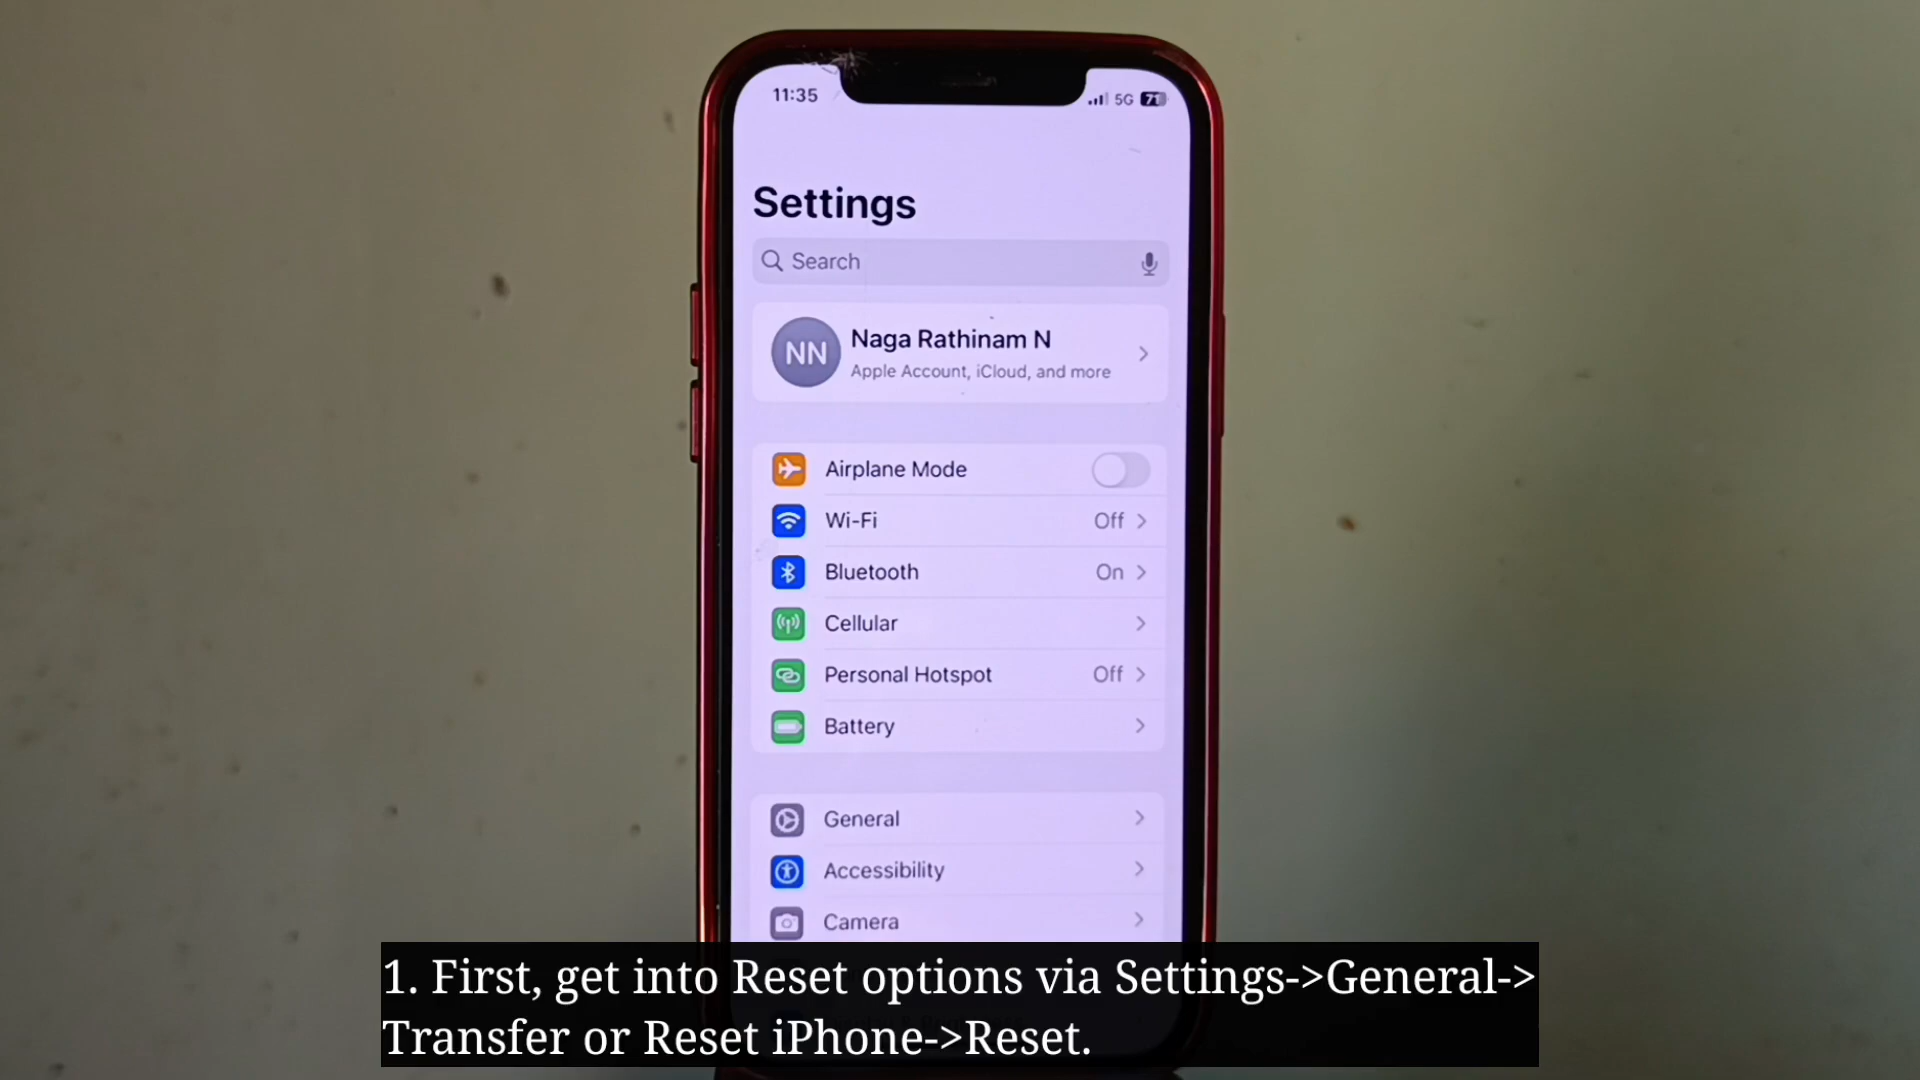 11:35
5G 71
Settings
Search
NN
Naga Rathinam N
Apple Account, iCloud, and more
Airplane Mode
Wi-Fi Off
Bluetooth On
Cellular
Personal Hotspot Off
Battery
General
Accessibility
Camera
1. First, get into Reset options via Settings->General->
Transfer or Reset iPhone->Reset.